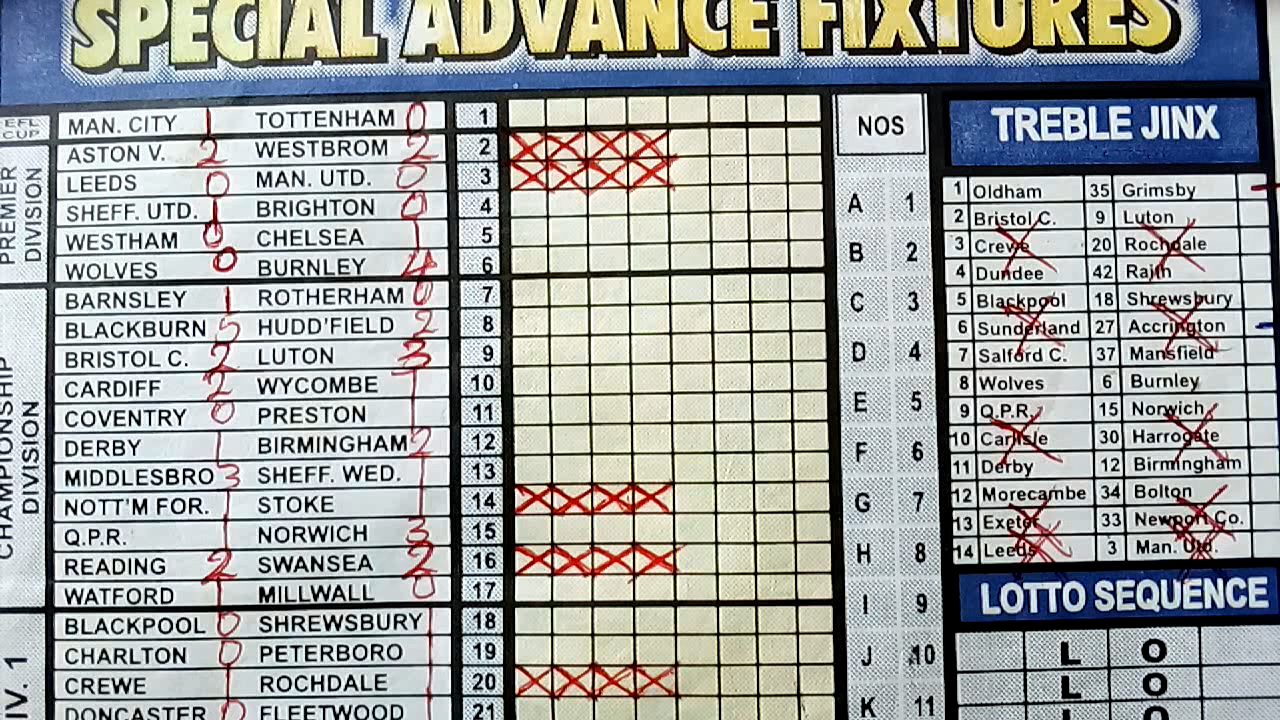 SPECIAL ADVANCE FIXTURES
EFL CUP
MAN. CITY 1 TOTTENHAM 0 1
PREMIER DIVISION
ASTON V. 2 WESTBROM 2 2
LEEDS 0 MAN. UTD. 0 3
SHEFF. UTD. 1 BRIGHTON 0 4
WESTHAM 0 CHELSEA 1 5
WOLVES 0 BURNLEY 4 6
CHAMPIONSHIP DIVISION
BARNSLEY 1 ROTHERHAM 0 7
BLACKBURN 5 HUDD'FIELD 2 8
BRISTOL C. 2 LUTON 3 9
CARDIFF 2 WYCOMBE 1 10
COVENTRY 0 PRESTON 1 11
DERBY 1 BIRMINGHAM 2 12
MIDDLESBRO 3 SHEFF. WED. 1 13
NOTT'M FOR. 1 STOKE 1 14
Q.P.R. 1 NORWICH 3 15
READING 2 SWANSEA 2 16
WATFORD 1 MILLWALL 0 17
IV. 1
BLACKPOOL 0 SHREWSBURY 1 18
CHARLTON 0 PETERBORO 1 19
CREWE 1 ROCHDALE 1 20
DONCASTER 0 FLEETWOOD 1 21
NOS
A 1
B 2
C 3
D 4
E 5
F 6
G 7
H 8
I 9
J 10
K 11
TREBLE JINX
1 Oldham 35 Grimsby
2 Bristol C. 9 Luton
3 Crewe 20 Rochdale
4 Dundee 42 Raith
5 Blackpool 18 Shrewsbury
6 Sunderland 27 Accrington
7 Salford C. 37 Mansfield
8 Wolves 6 Burnley
9 Q.P.R. 15 Norwich
10 Carlisle 30 Harrogate
11 Derby 12 Birmingham
12 Morecambe 34 Bolton
13 Exeter 33 Newport Co.
14 Leeds 3 Man. Utd.
LOTTO SEQUENCE
L O
L O